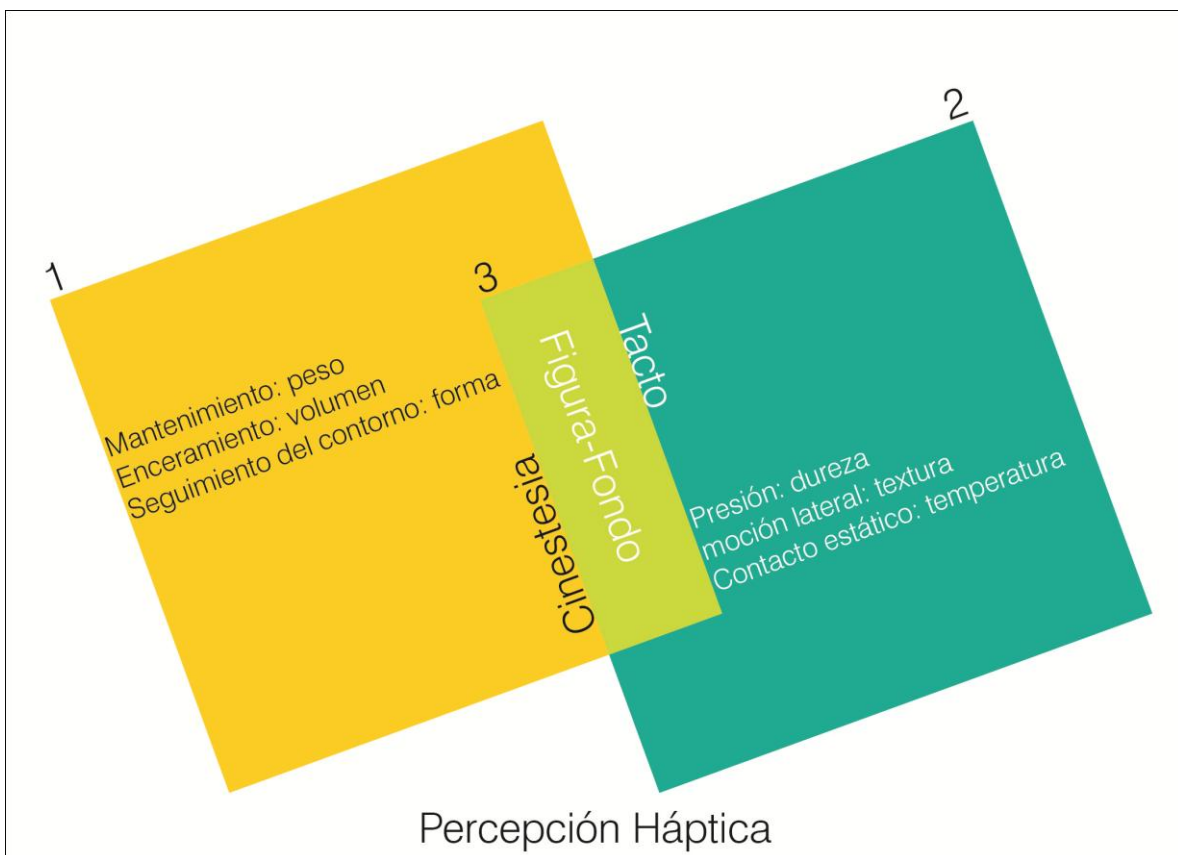 1
Mantenimiento: peso
Enceramiento: volumen
Seguimiento del contorno: forma
Cinestesia
3
Figura-Fondo
2
Tacto
Presión: dureza
moción lateral: textura
Contacto estático: temperatura
Percepción Háptica